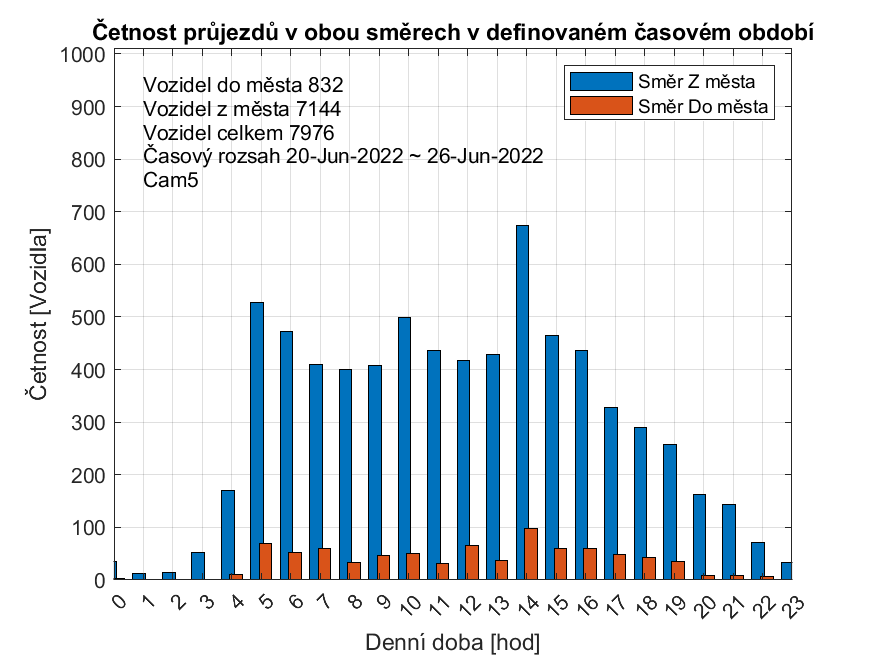 Četnost průjezdů v obou směrech v definovaném časovém období
Vozidel do města 832
Vozidel z města 7144
Vozidel celkem 7976
Časový rozsah 20-Jun-2022 ~ 26-Jun-2022
Cam5
Směr Z města
Směr Do města
Četnost [Vozidla]
1000
900
800
700
600
500
400
300
200
100
0
0 1 2 3 4 5 6 7 8 9 10 11 12 13 14 15 16 17 18 19 20 21 22 23
Denní doba [hod]